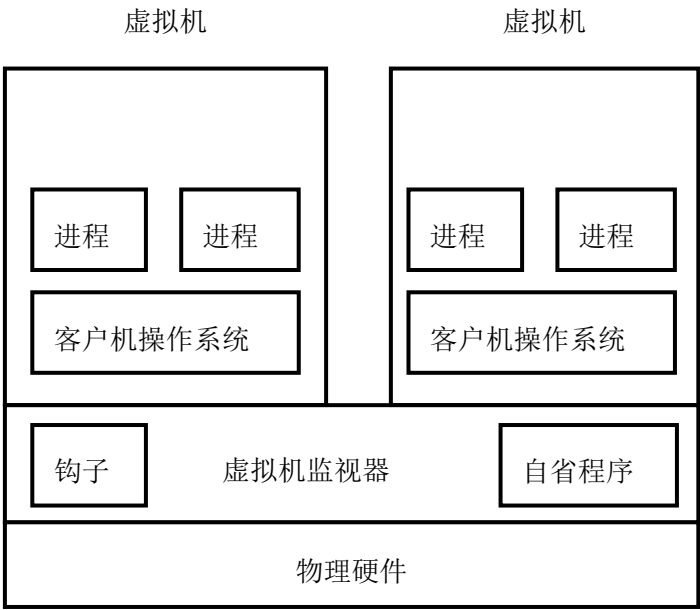 虚拟机 虚拟机
进程 进程 进程 进程
客户机操作系统 客户机操作系统
钩子 虚拟机监视器 自省程序
物理硬件